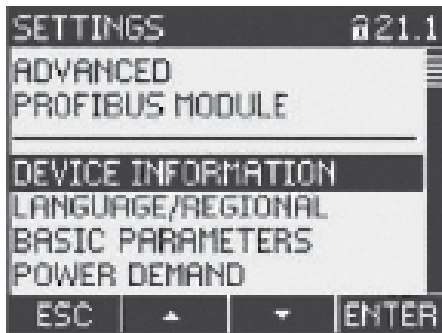 SETTINGS 21.1
ADVANCED
PROFIBUS MODULE
DEVICE INFORMATION
LANGUAGE/REGIONAL
BASIC PARAMETERS
POWER DEMAND
ESC ENTER